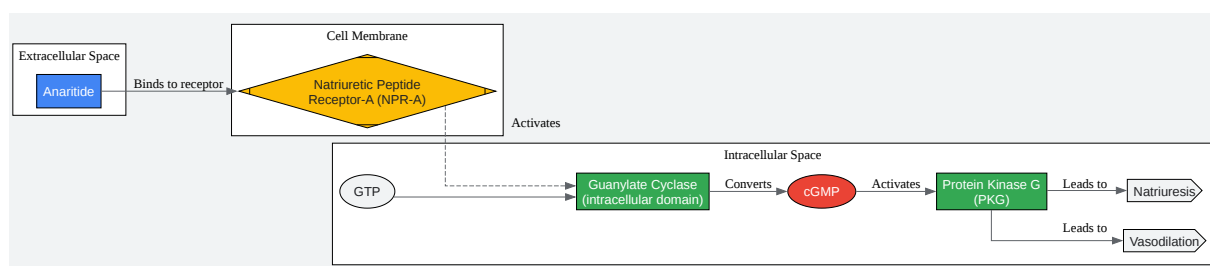 Extracellular Space
Anaritide
Binds to receptor
Cell Membrane
Natriuretic Peptide
Receptor-A (NPR-A)
Activates
Intracellular Space
GTP
Guanylate Cyclase
(intracellular domain)
Converts
cGMP
Activates
Protein Kinase G
(PKG)
Leads to
Natriuresis
Leads to
Vasodilation